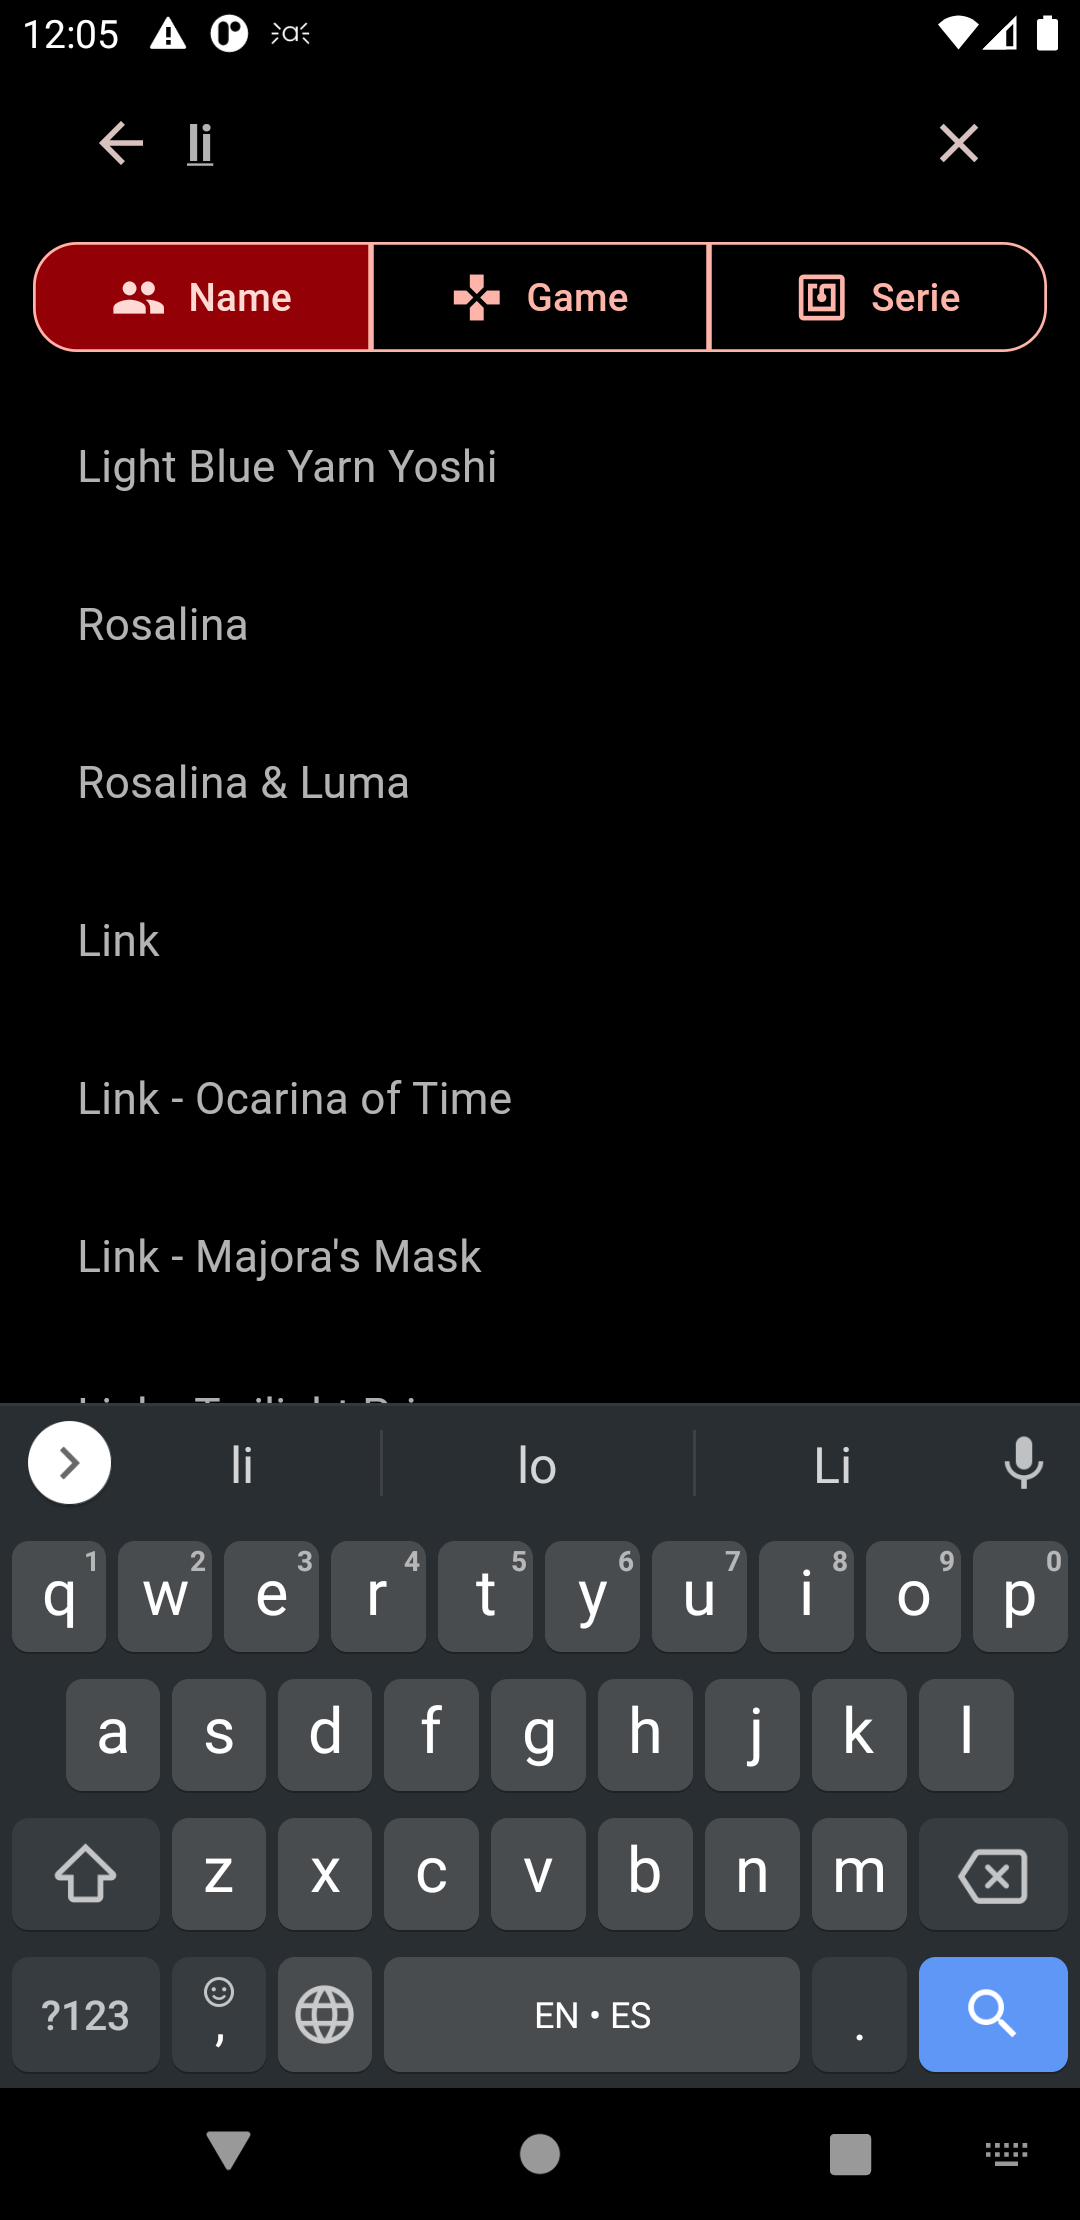 12:05
li
Name Game Serie
Light Blue Yarn Yoshi
Rosalina
Rosalina & Luma
Link
Link - Ocarina of Time
Link - Majora's Mask
li lo Li
1 2 3 4 5 6 7 8 9 0
q w e r t y u i o p
a s d f g h j k l
z x c v b n m
?123 , EN • ES .